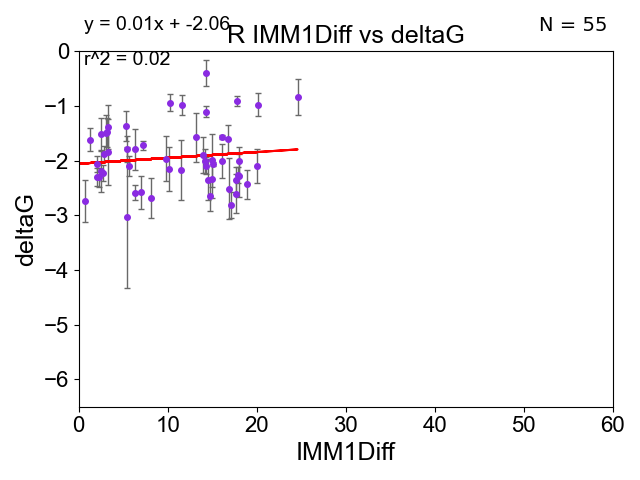 y = 0.01x + -2.06
N = 55
R IMM1Diff vs deltaG
r^2 = 0.02
0
−1
−2
−3
−4
−5
−6
deltaG
0 10 20 30 40 50 60
IMM1Diff